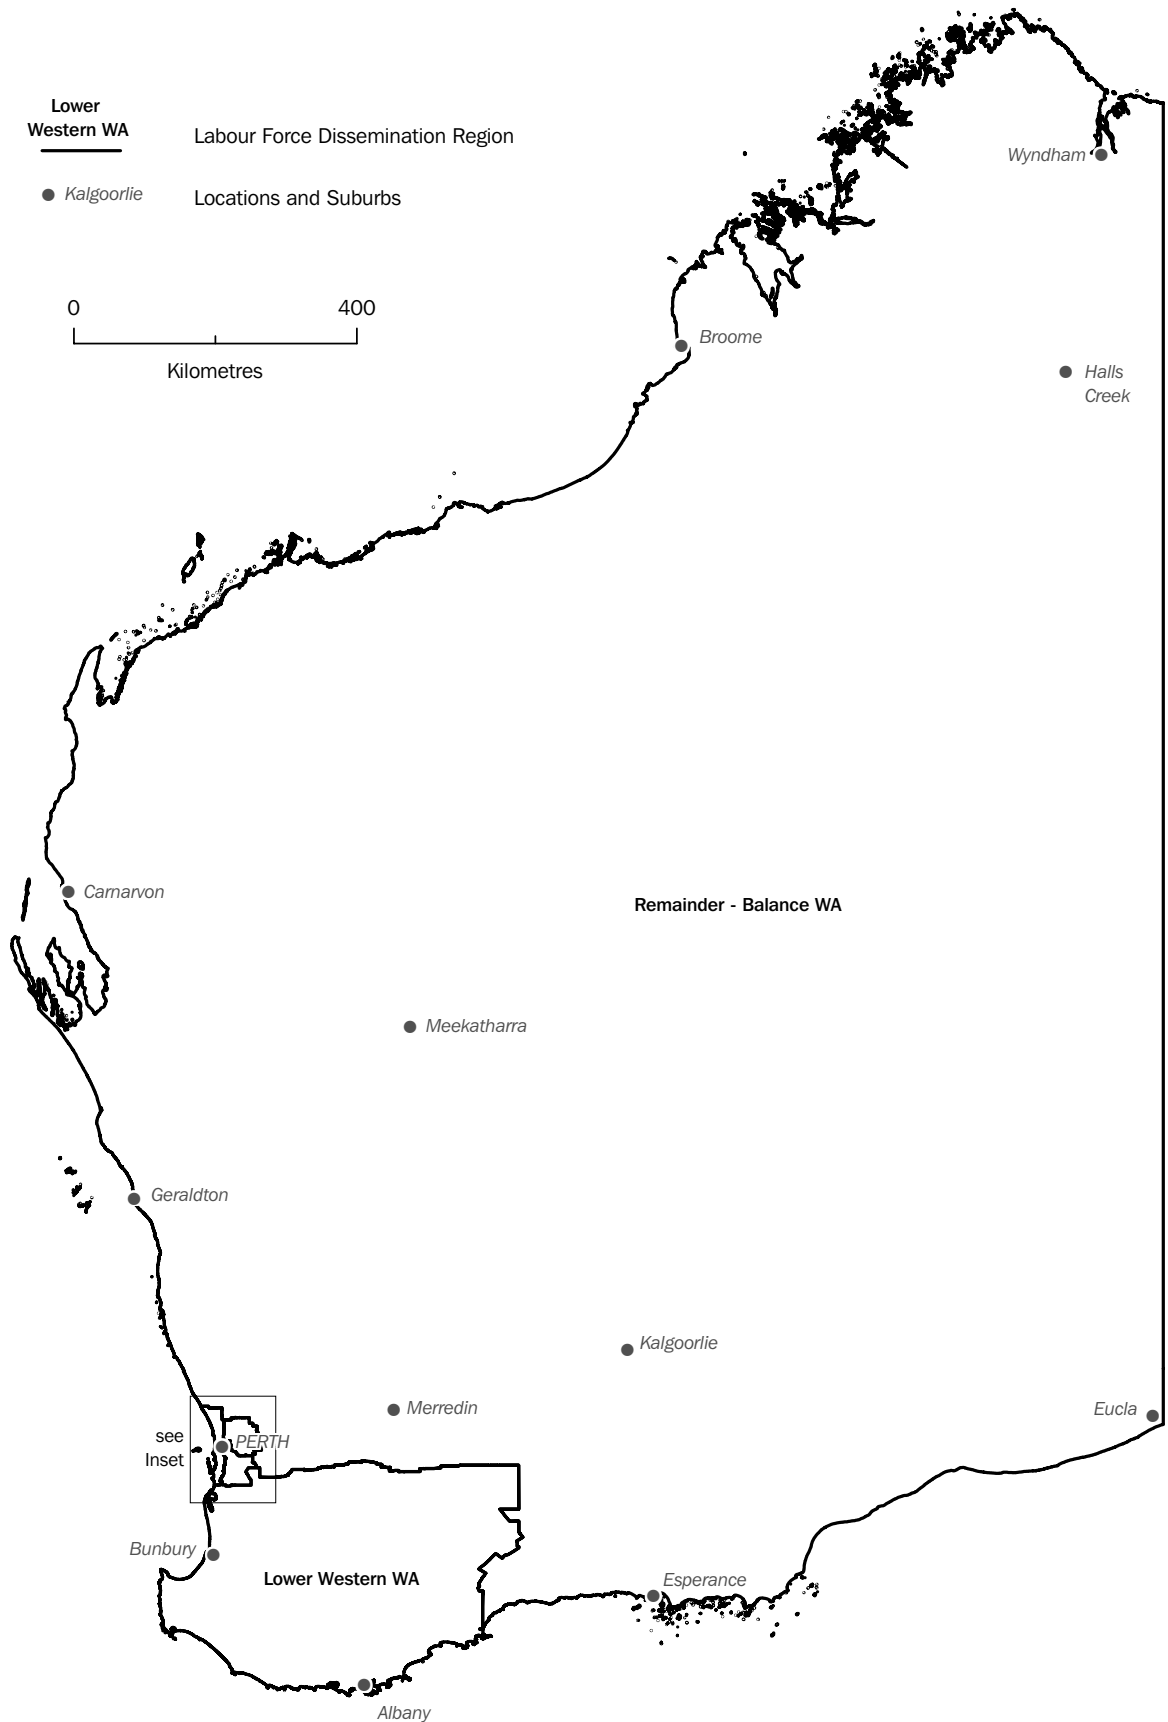 Lower
Western WA
Labour Force Dissemination Region
Kalgoorlie
Locations and Suburbs
0 400
Kilometres
Wyndham
Broome
Halls
Creek
Carnarvon
Remainder - Balance WA
Meekatharra
Geraldton
Kalgoorlie
Merredin
Eucla
see
Inset
PERTH
Bunbury
Lower Western WA
Esperance
Albany